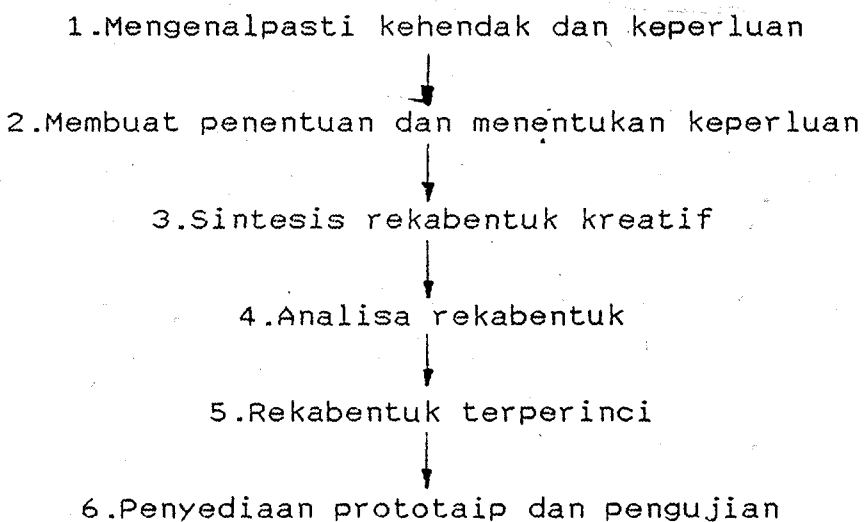 1.Mengenalpasti kehendak dan keperluan
2.Membuat penentuan dan menentukan keperluan
3.Sintesis rekabentuk kreatif
4.Analisa rekabentuk
5.Rekabentuk terperinci
6.Penyediaan prototaip dan pengujian